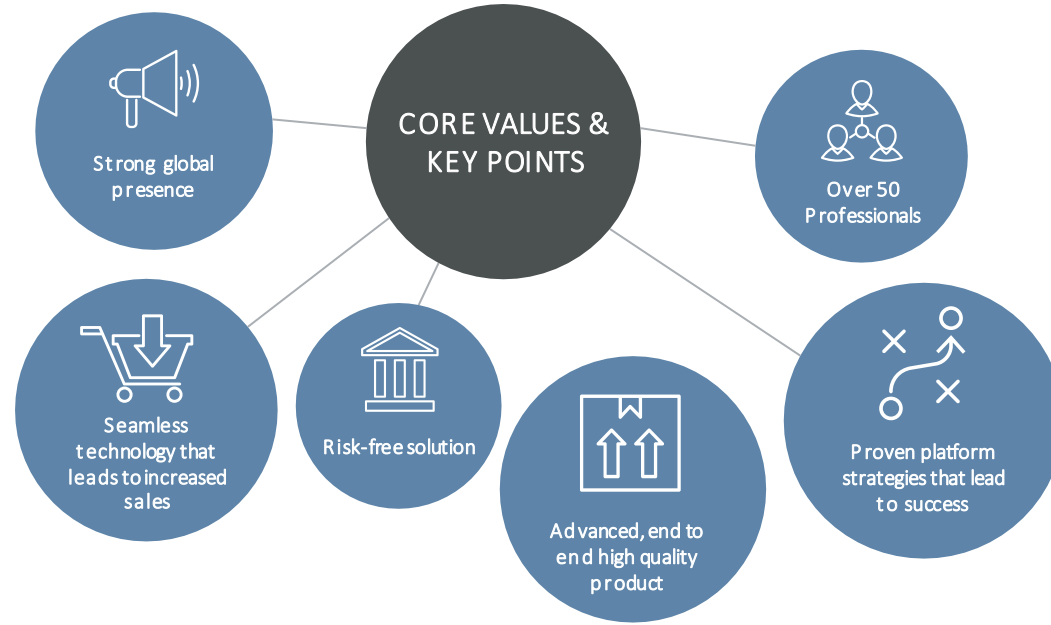 CORE VALUES &
KEY POINTS
Strong global
presence
Over 50
Professionals
Seamless
technology that
leads to increased
sales
Risk-free solution
Advanced, end to
end high quality
product
Proven platform
strategies that lead
to success